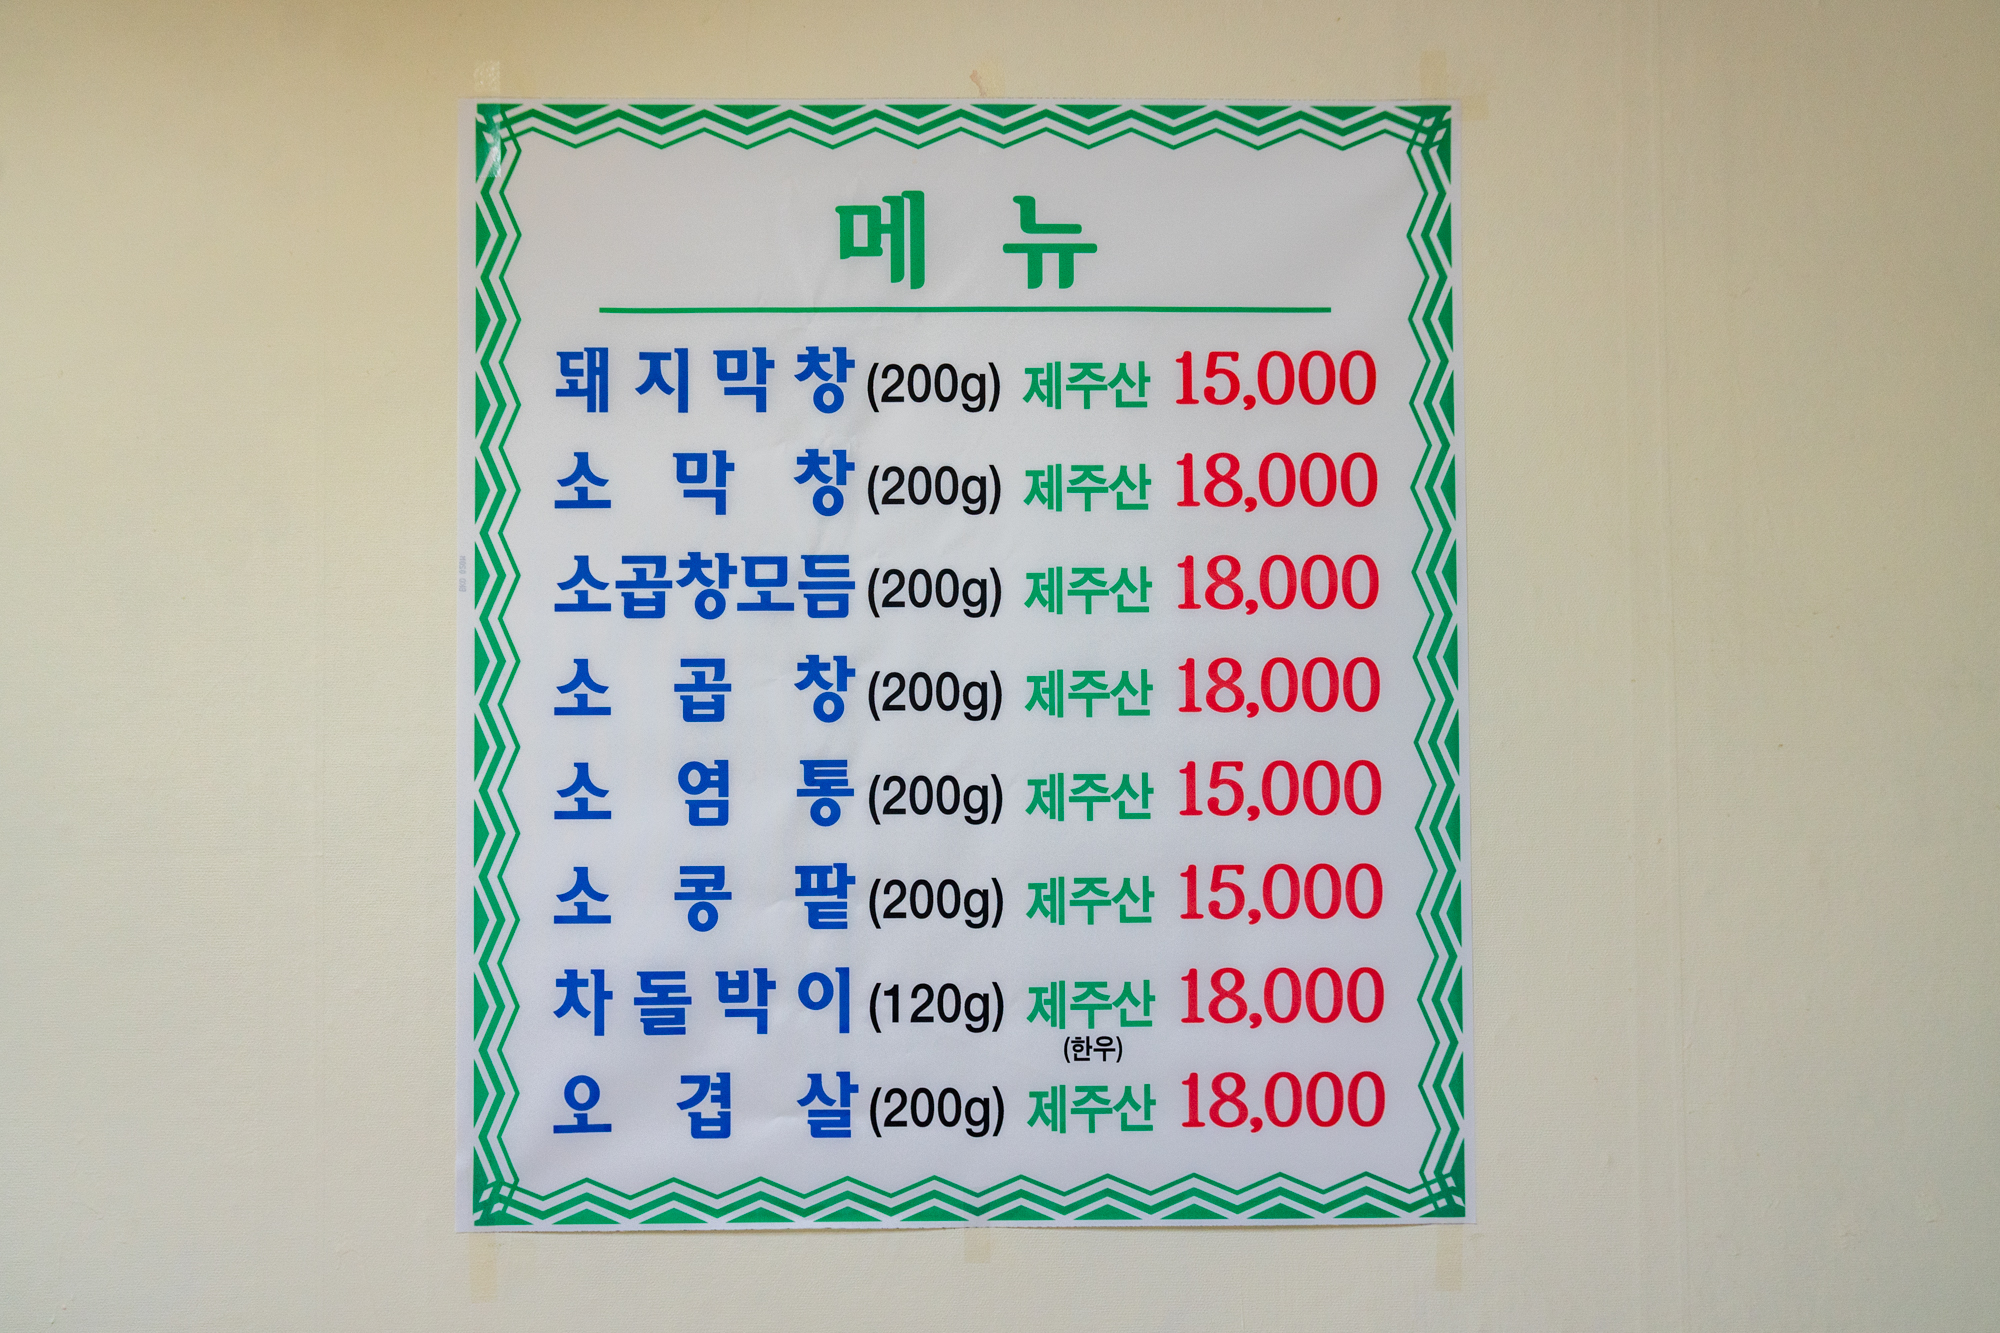 메뉴
돼지막창(200g) 제주산 15,000
소막창(200g) 제주산 18,000
소곱창모듬(200g) 제주산 18,000
소곱창(200g) 제주산 18,000
소염통(200g) 제주산 15,000
소콩팥(200g) 제주산 15,000
차돌박이(120g) 제주산 18,000
(한우)
오겹살(200g) 제주산 18,000